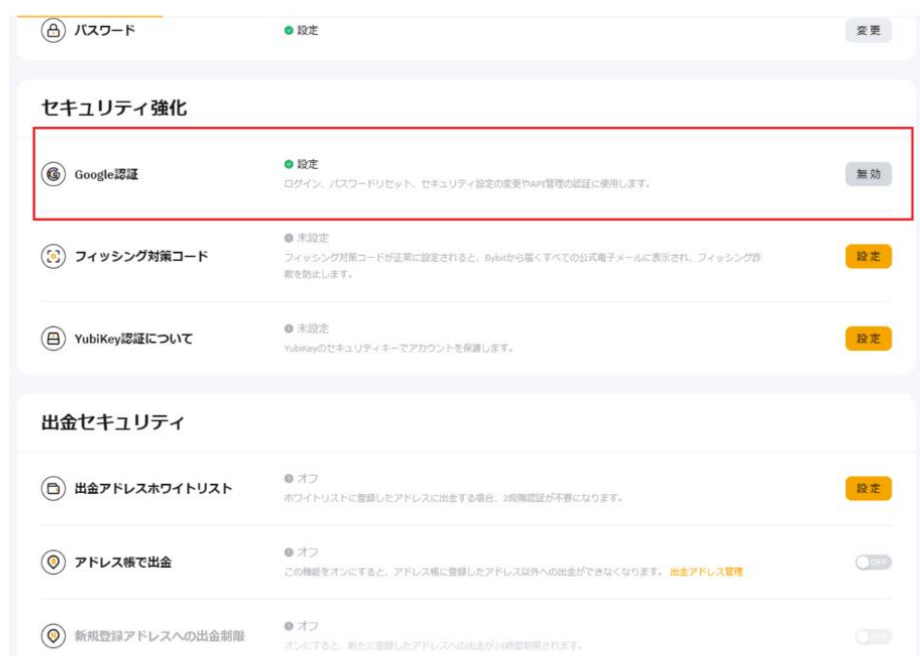 パスワード
設定
変更
セキュリティ強化
Google認証
設定
ログイン、パスワードリセット、セキュリティ設定の変更やAPI管理の認証に使用します。
無効
フィッシング対策コード
未設定
フィッシング対策コードが正常に設定されると、Bybitから届くすべての公式電子メールに表示され、フィッシング詐
欺を防止します。
設定
YubiKey認証について
未設定
YubiKeyのセキュリティキーでアカウントを保護します。
設定
出金セキュリティ
出金アドレスホワイトリスト
オフ
ホワイトリストに登録したアドレスに出金する場合、2段階認証が不要になります。
設定
アドレス帳で出金
オフ
この機能をオンにすると、アドレス帳に登録したアドレス以外への出金ができなくなります。 出金アドレス管理
OFF
新規登録アドレスへの出金制限
オフ
オンにすると、新たに登録したアドレスへの出金が24時間制限されます。
OFF